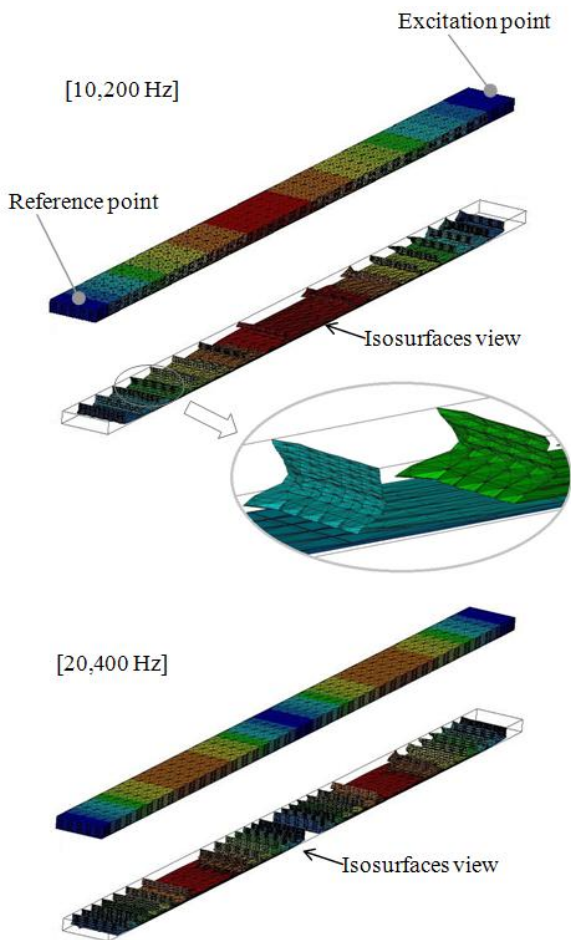 Excitation point
[10,200 Hz]
Reference point
Isosurfaces view
[20,400 Hz]
Isosurfaces view